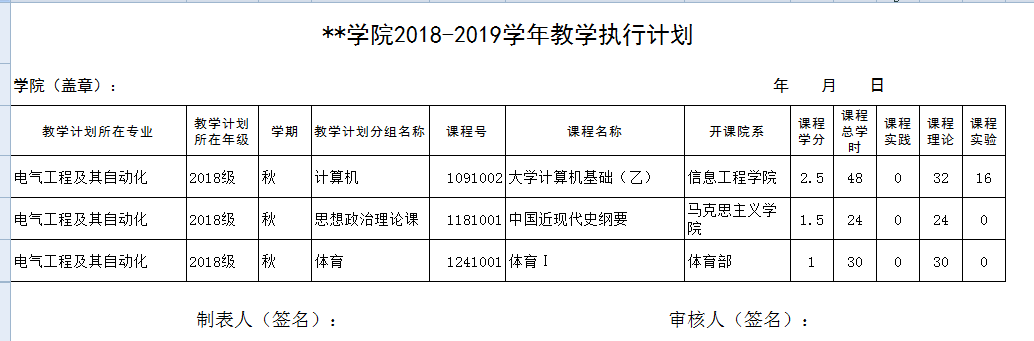 **学院2018-2019学年教学执行计划
学院（盖章）： 年 月 日
教学计划所在专业 教学计划所在年级 学期 教学计划分组名称 课程号 课程名称 开课院系 课程学分 课程总学时 课程实践 课程理论 课程实验
电气工程及其自动化 2018级 秋 计算机 1091002 大学计算机基础（乙） 信息工程学院 2.5 48 0 32 16
电气工程及其自动化 2018级 秋 思想政治理论课 1181001 中国近现代史纲要 马克思主义学院 1.5 24 0 24 0
电气工程及其自动化 2018级 秋 体育 1241001 体育Ⅰ 体育部 1 30 0 30 0
制表人（签名）： 审核人（签名）：